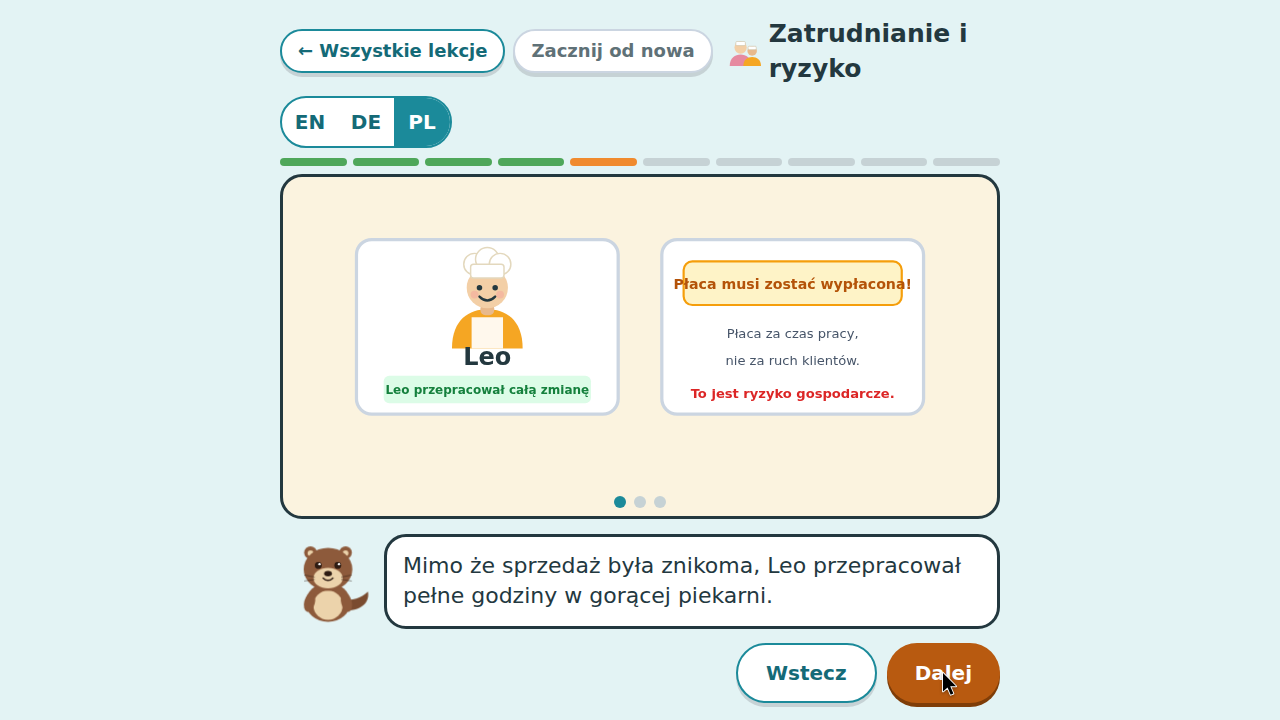 ← Wszystkie lekcje
Zacznij od nowa
Zatrudnianie i
ryzyko
EN DE PL
Leo
Leo przepracował całą zmianę
Płaca musi zostać wypłacona!
Płaca za czas pracy,
nie za ruch klientów.
To jest ryzyko gospodarcze.
Mimo że sprzedaż była znikoma, Leo przepracował
pełne godziny w gorącej piekarni.
Wstecz
Dalej